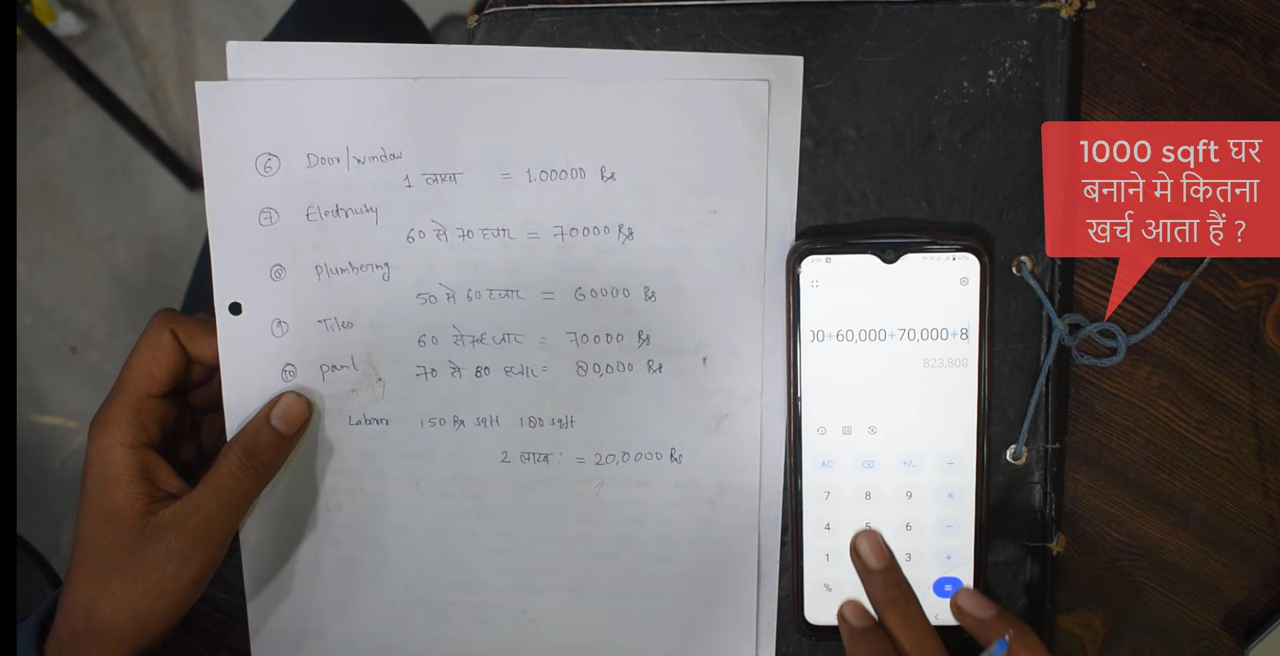 ⑥ Door/window
1 लाख = 1.00000 Rs
⑦ Electricity
60 से 70 हजार = 70000 Rs
⑧ Plumbering
50 से 60 हजार = 60000 Rs
⑨ Tiles
60 से 70 हजार = 70000 Rs
⑩ paint 70 से 80 हजार = 80,000 Rs
Labour 150 Rs sqft 180 sqft
2 लाख : = 20,0000 Rs
1000 sqft घर
बनाने मे कितना
खर्च आता हैं ?
00+60,000+70,000+8
823,808
AC +/- ÷
7 8 9 ×
4 5 6 −
1 3 +
% =